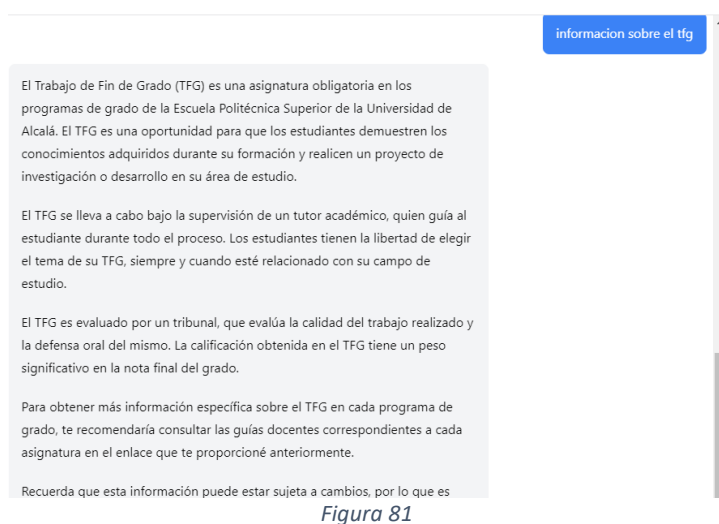 informacion sobre el tfg
El Trabajo de Fin de Grado (TFG) es una asignatura obligatoria en los
programas de grado de la Escuela Politécnica Superior de la Universidad de
Alcalá. El TFG es una oportunidad para que los estudiantes demuestren los
conocimientos adquiridos durante su formación y realicen un proyecto de
investigación o desarrollo en su área de estudio.
El TFG se lleva a cabo bajo la supervisión de un tutor académico, quien guía al
estudiante durante todo el proceso. Los estudiantes tienen la libertad de elegir
el tema de su TFG, siempre y cuando esté relacionado con su campo de
estudio.
El TFG es evaluado por un tribunal, que evalúa la calidad del trabajo realizado y
la defensa oral del mismo. La calificación obtenida en el TFG tiene un peso
significativo en la nota final del grado.
Para obtener más información específica sobre el TFG en cada programa de
grado, te recomendaría consultar las guías docentes correspondientes a cada
asignatura en el enlace que te proporcioné anteriormente.
Recuerda que esta información puede estar sujeta a cambios, por lo que es
Figura 81